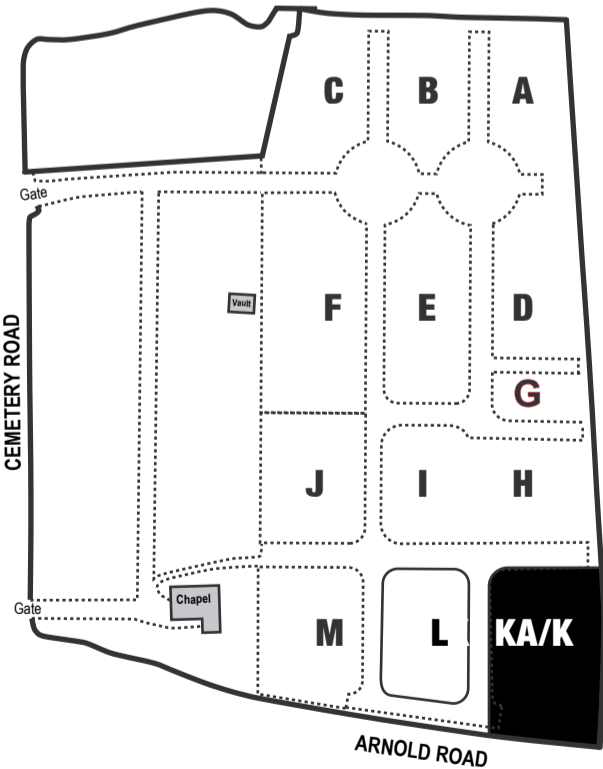 C B A
Gate
Vault
F E D
G
CEMETERY ROAD
J I H
Chapel
Gate
M L KA/K
ARNOLD ROAD